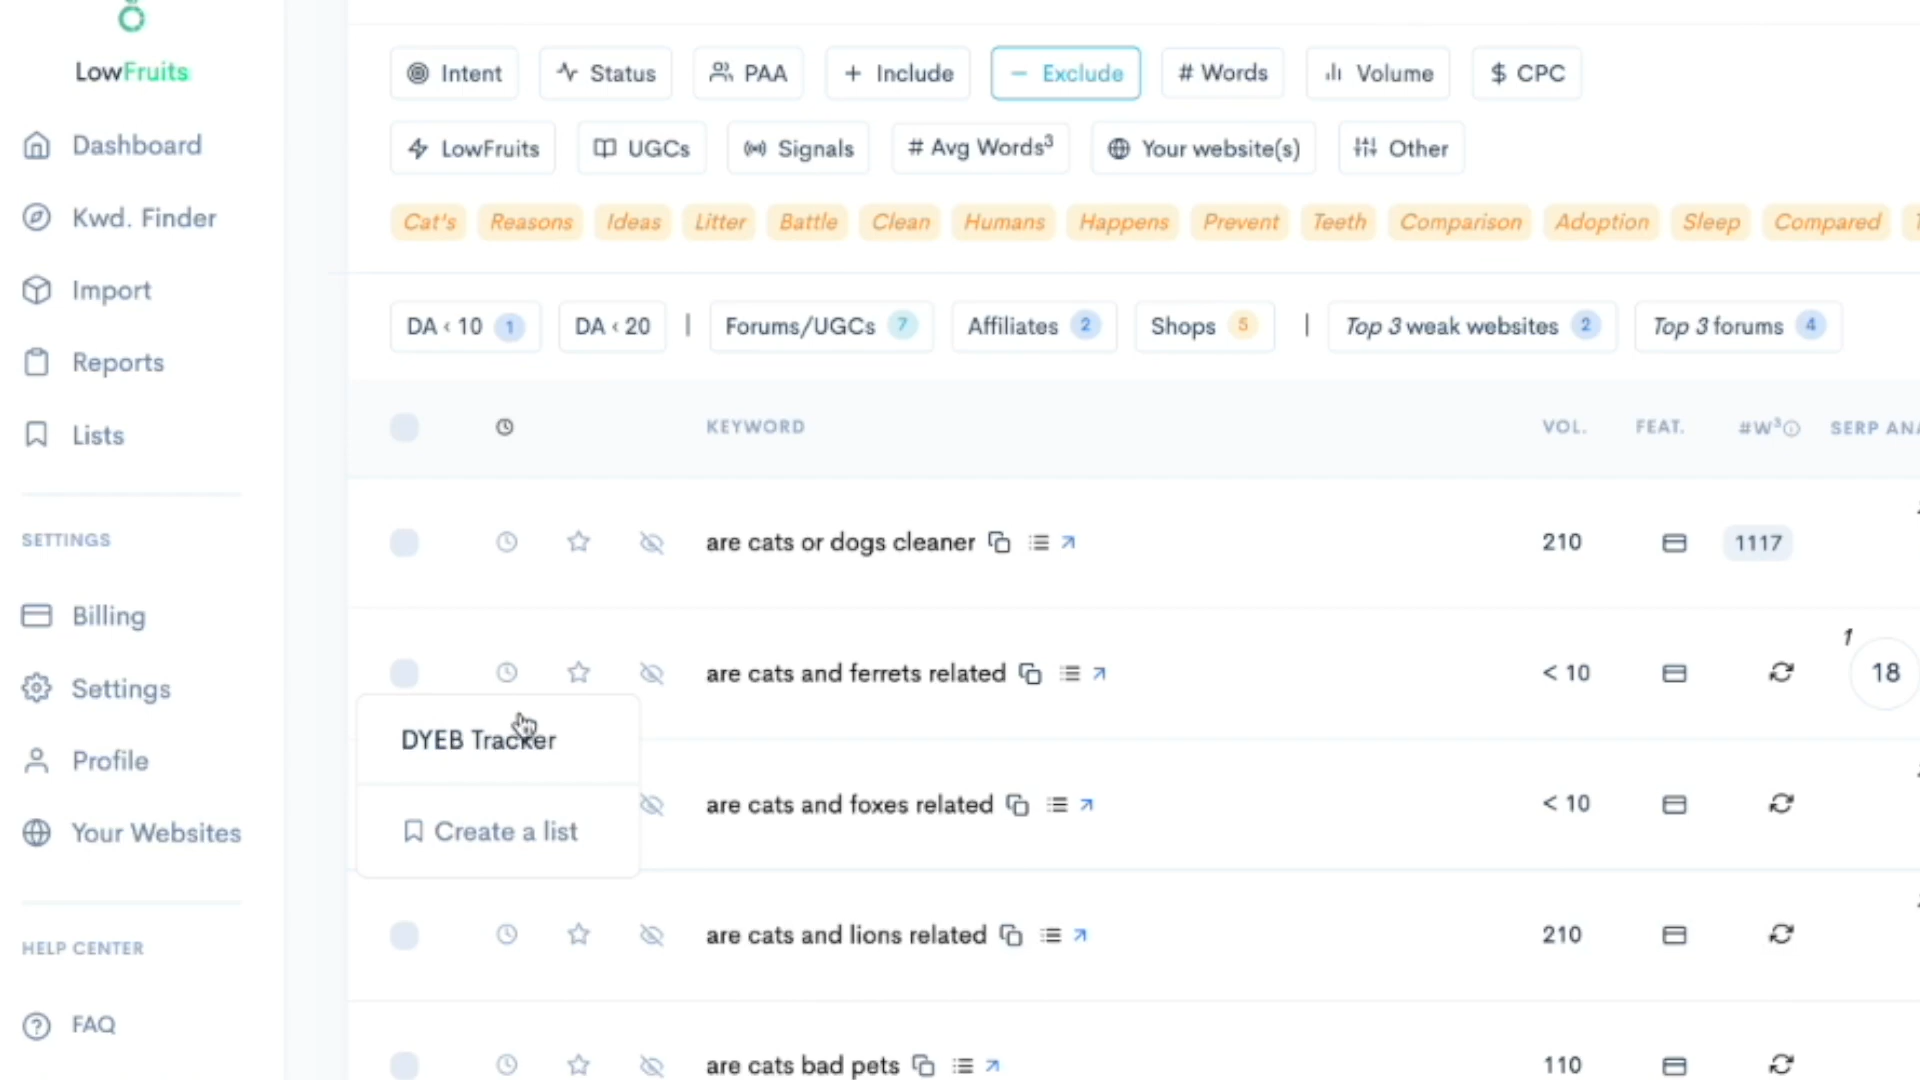 LowFruits
Dashboard
Kwd. Finder
Import
Reports
Lists
SETTINGS
Billing
Settings
Profile
Your Websites
HELP CENTER
FAQ
Intent Status PAA + Include − Exclude # Words Volume $ CPC
LowFruits UGCs Signals # Avg Words³ Your website(s) Other
Cat's Reasons Ideas Litter Battle Clean Humans Happens Prevent Teeth Comparison Adoption Sleep Compared
DA < 10 1 DA < 20 | Forums/UGCs 7 Affiliates 2 Shops 5 | Top 3 weak websites 2 Top 3 forums 4
KEYWORD VOL. FEAT. #W³ SERP ANA
are cats or dogs cleaner 210 1117
are cats and ferrets related < 10 1 18
DYEB Tracker
Create a list
are cats and foxes related < 10
are cats and lions related 210
are cats bad pets 110